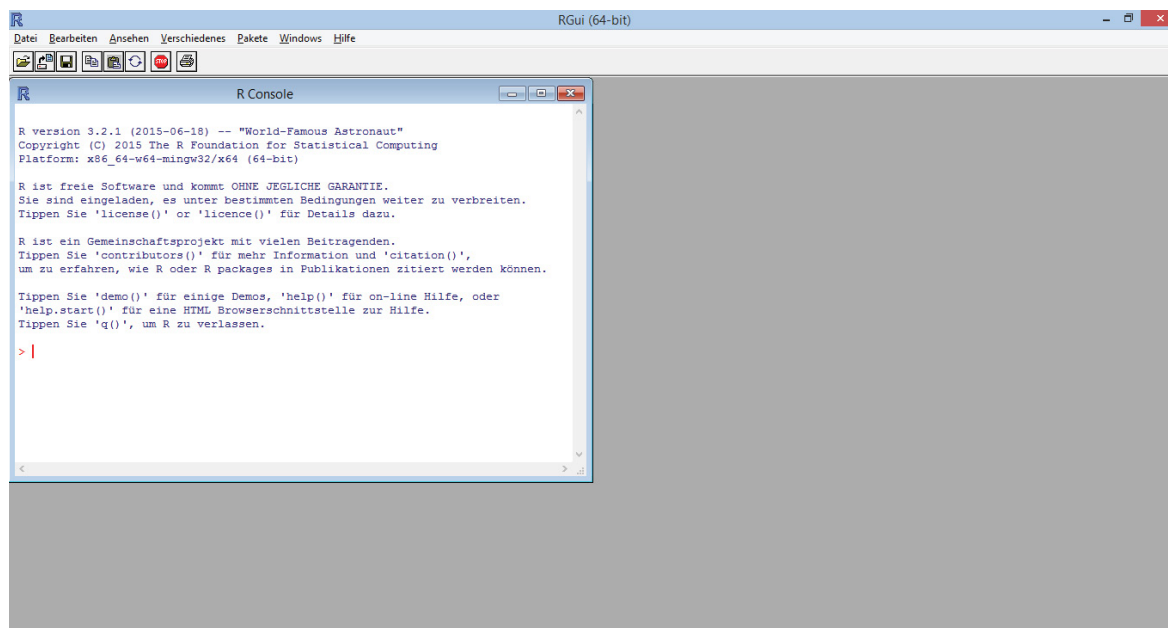 RGui (64-bit)
Datei Bearbeiten Ansehen Verschiedenes Pakete Windows Hilfe
STOP
R Console
R version 3.2.1 (2015-06-18) -- "World-Famous Astronaut"
Copyright (C) 2015 The R Foundation for Statistical Computing
Platform: x86_64-w64-mingw32/x64 (64-bit)
R ist freie Software und kommt OHNE JEGLICHE GARANTIE.
Sie sind eingeladen, es unter bestimmten Bedingungen weiter zu verbreiten.
Tippen Sie 'license()' or 'licence()' für Details dazu.
R ist ein Gemeinschaftsprojekt mit vielen Beitragenden.
Tippen Sie 'contributors()' für mehr Information und 'citation()',
um zu erfahren, wie R oder R packages in Publikationen zitiert werden können.
Tippen Sie 'demo()' für einige Demos, 'help()' für on-line Hilfe, oder
'help.start()' für eine HTML Browserschnittstelle zur Hilfe.
Tippen Sie 'q()', um R zu verlassen.
>